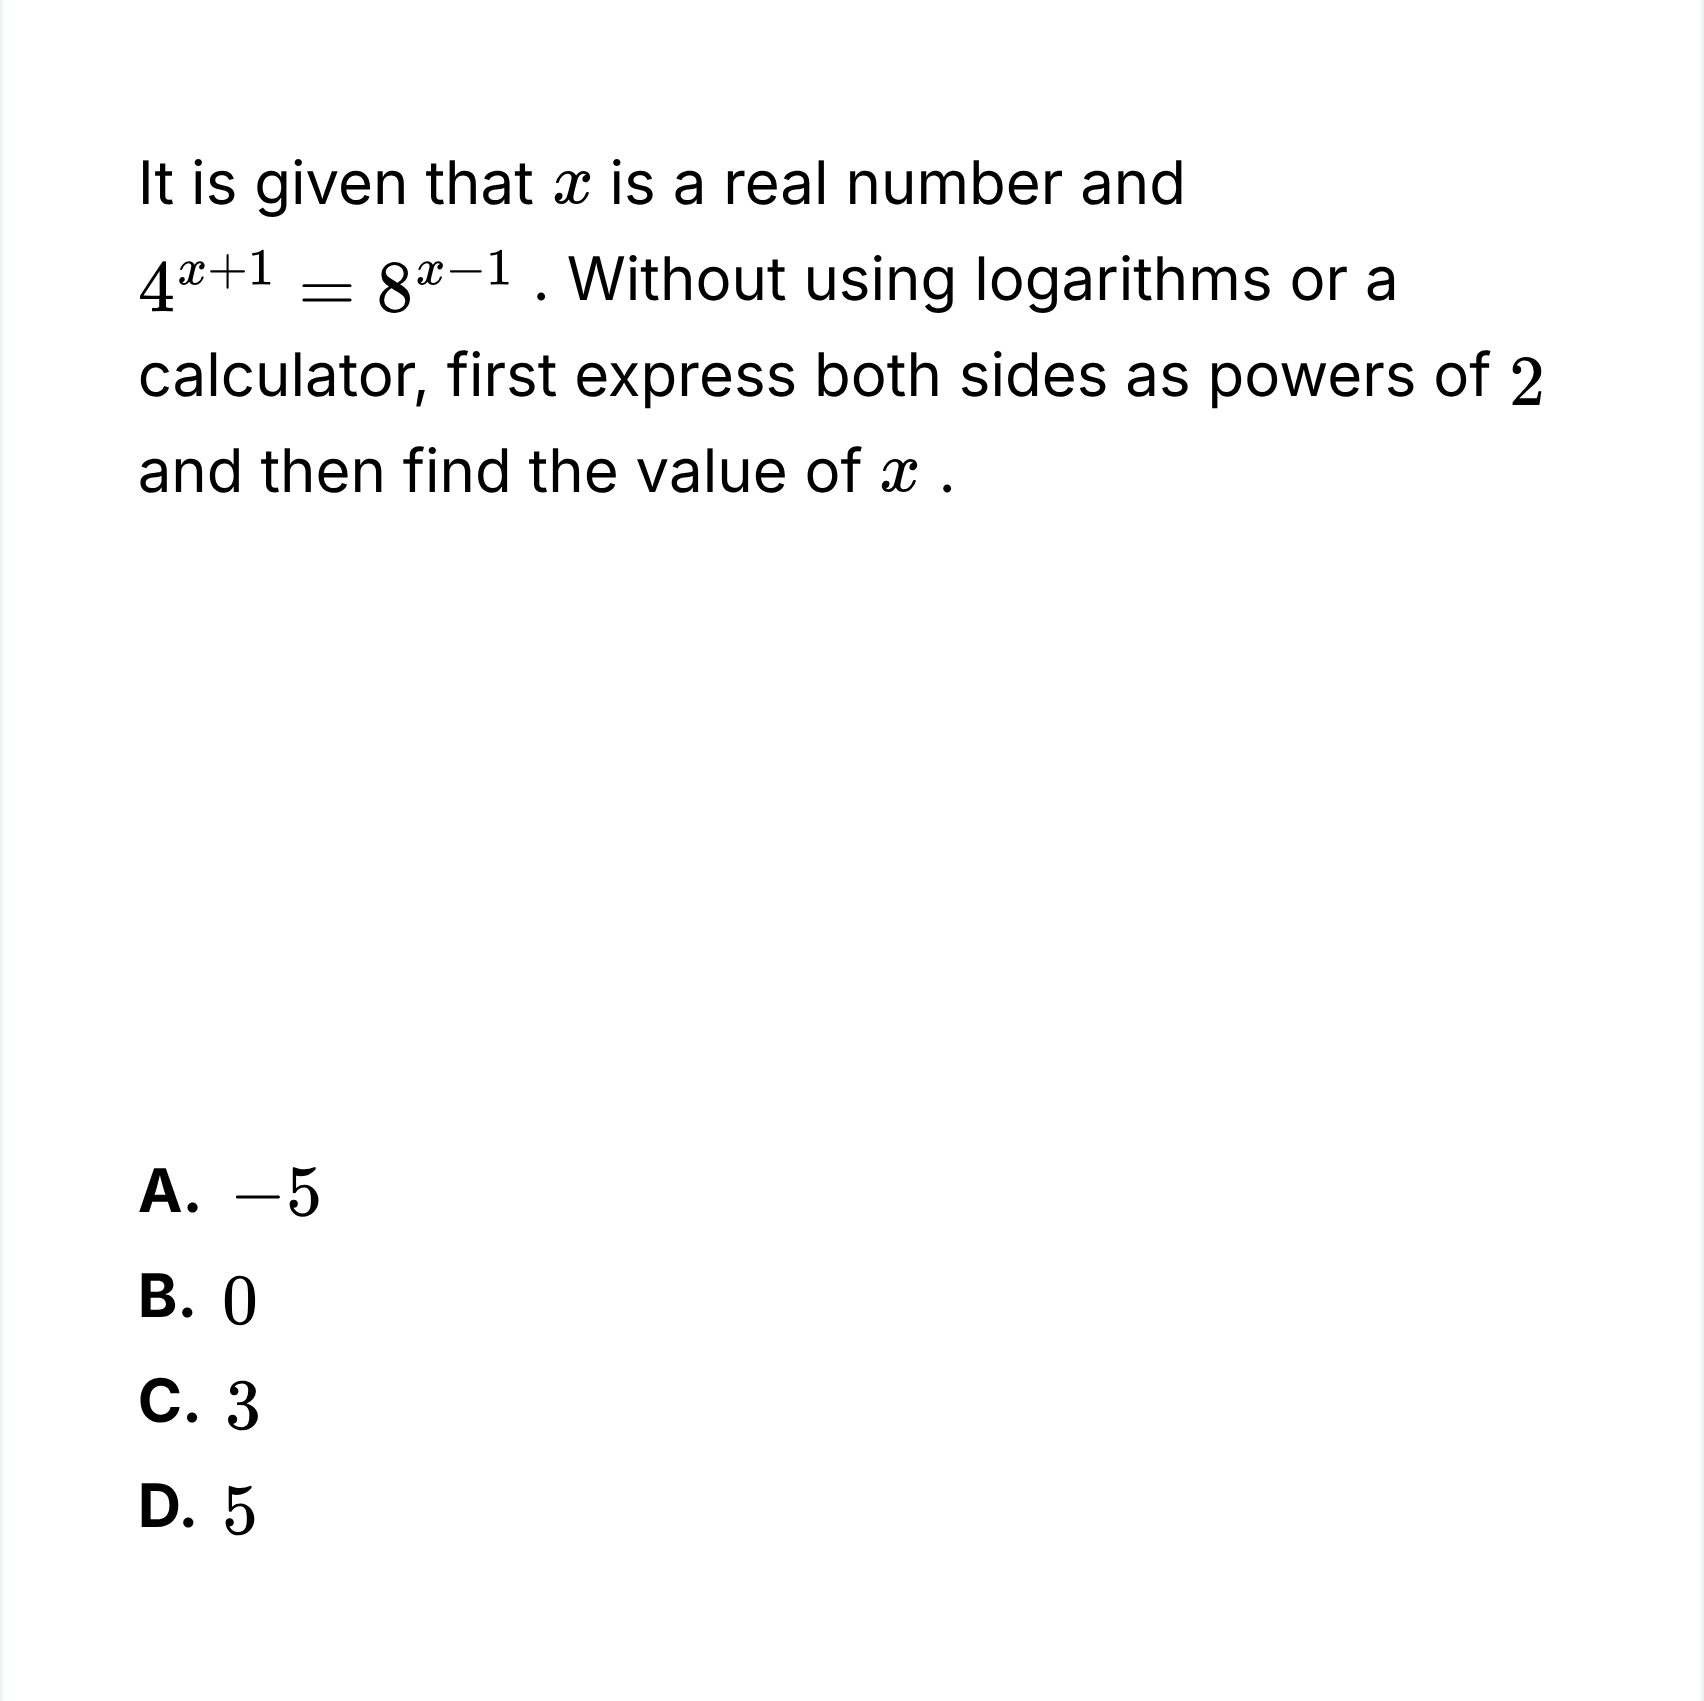 It is given that x is a real number and
4^{x+1} = 8^{x−1} . Without using logarithms or a
calculator, first express both sides as powers of 2
and then find the value of x .
A. −5
B. 0
C. 3
D. 5